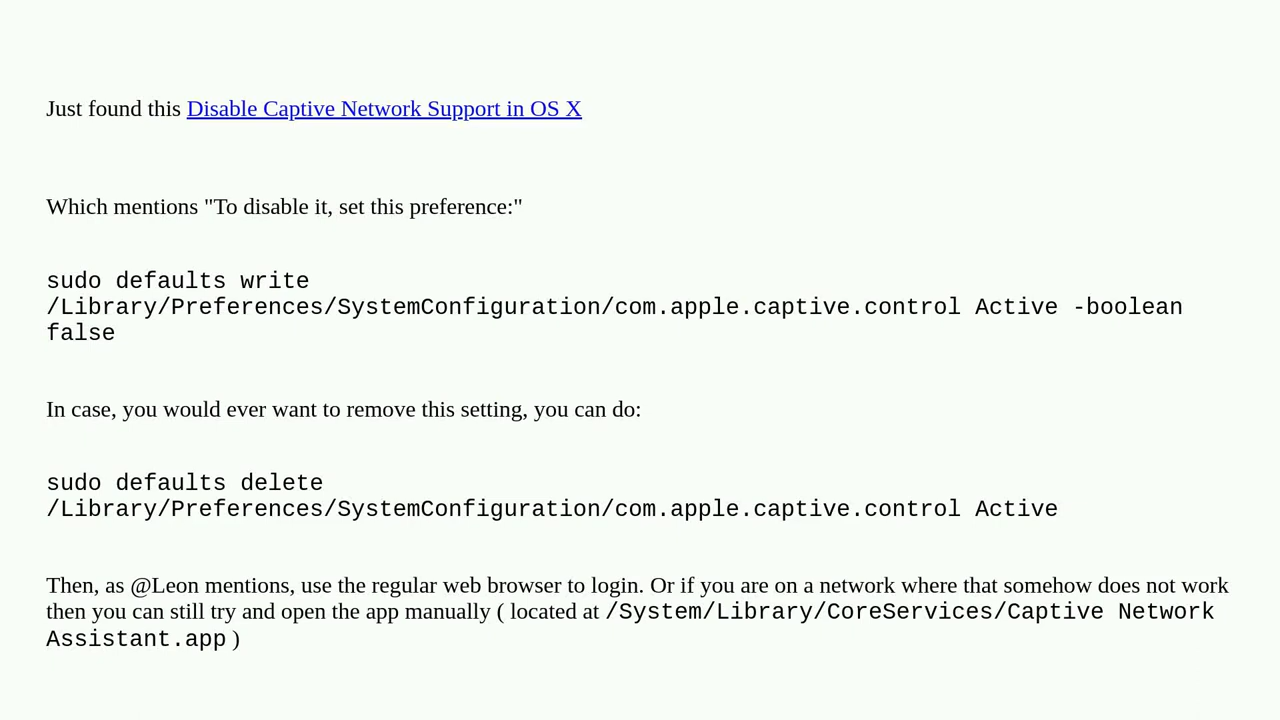 Just found this Disable Captive Network Support in OS X
Which mentions "To disable it, set this preference:"
sudo defaults write
/Library/Preferences/SystemConfiguration/com.apple.captive.control Active -boolean
false
In case, you would ever want to remove this setting, you can do:
sudo defaults delete
/Library/Preferences/SystemConfiguration/com.apple.captive.control Active
Then, as @Leon mentions, use the regular web browser to login. Or if you are on a network where that somehow does not work
then you can still try and open the app manually ( located at /System/Library/CoreServices/Captive Network
Assistant.app )